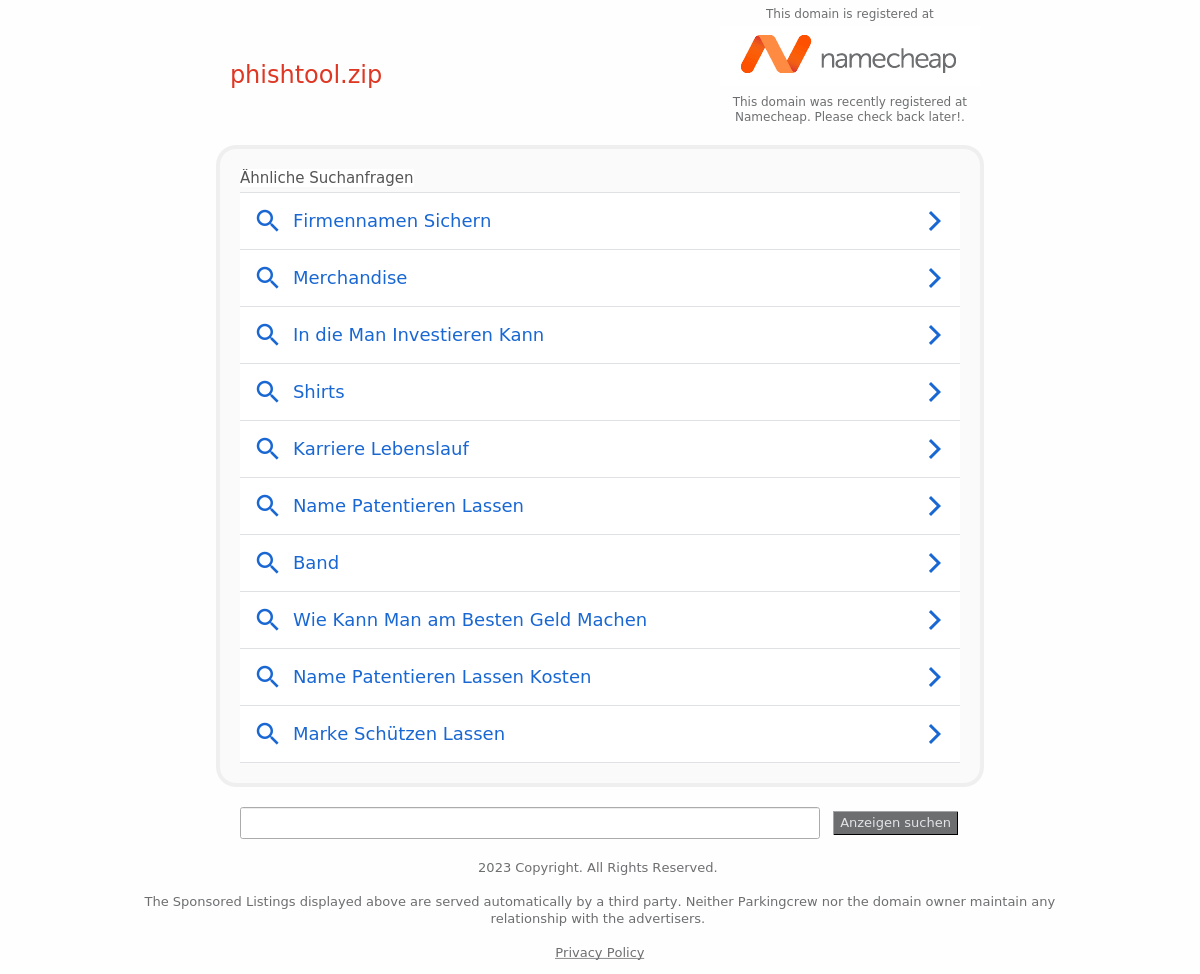 This domain is registered at
namecheap
phishtool.zip
This domain was recently registered at
Namecheap. Please check back later!.
Ähnliche Suchanfragen
Firmennamen Sichern
Merchandise
In die Man Investieren Kann
Shirts
Karriere Lebenslauf
Name Patentieren Lassen
Band
Wie Kann Man am Besten Geld Machen
Name Patentieren Lassen Kosten
Marke Schützen Lassen
Anzeigen suchen
2023 Copyright. All Rights Reserved.
The Sponsored Listings displayed above are served automatically by a third party. Neither Parkingcrew nor the domain owner maintain any
relationship with the advertisers.
Privacy Policy